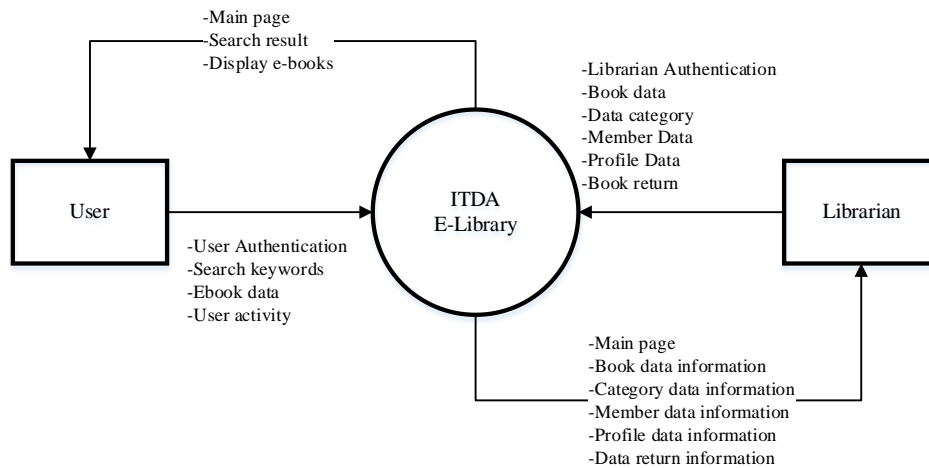 -Main page
-Search result
-Display e-books
-Librarian Authentication
-Book data
-Data category
-Member Data
-Profile Data
-Book return
User
ITDA
E-Library
Librarian
-User Authentication
-Search keywords
-Ebook data
-User activity
-Main page
-Book data information
-Category data information
-Member data information
-Profile data information
-Data return information